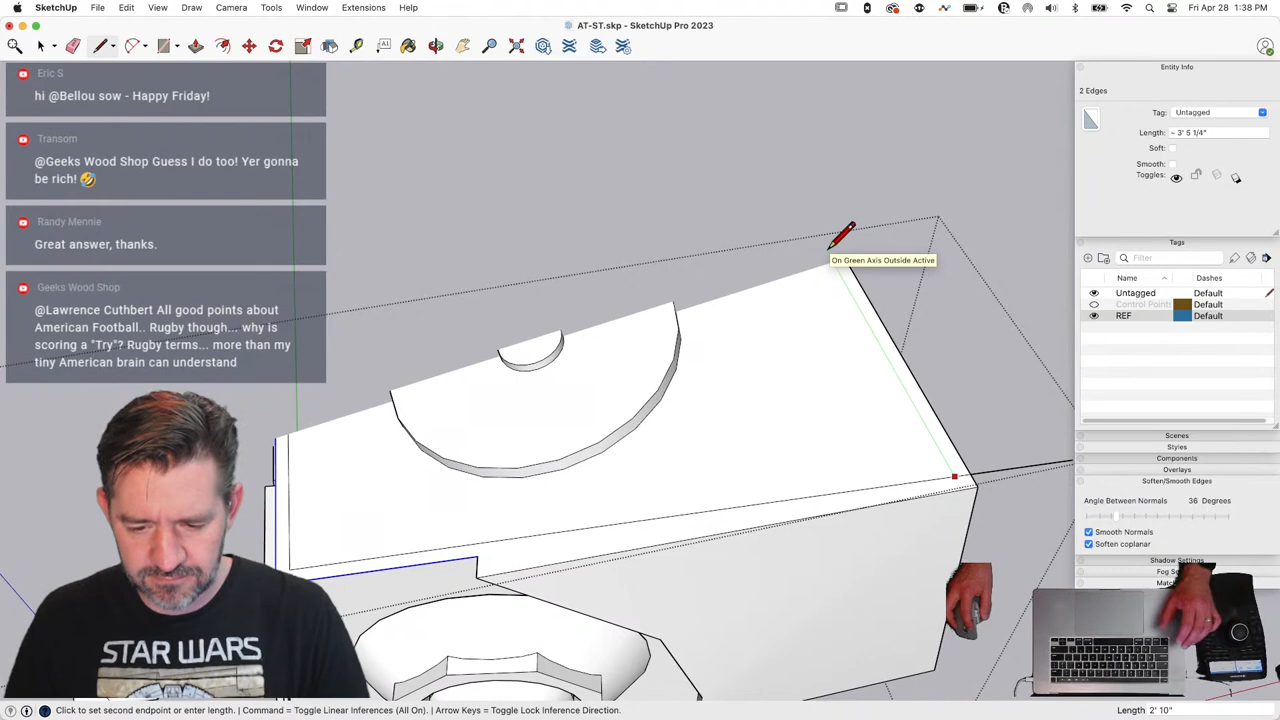 SketchUp File Edit View Draw Camera Tools Window Extensions Help
Fri Apr 28 1:38 PM
AT-ST.skp - SketchUp Pro 2023
Eric S
hi @Bellou sow - Happy Friday!
Transom
@Geeks Wood Shop Guess I do too! Yer gonna
be rich! 🤣
Randy Mennie
Great answer, thanks.
Geeks Wood Shop
@Lawrence Cuthbert All good points about
American Football.. Rugby though... why is
scoring a "Try"? Rugby terms... more than my
tiny American brain can understand
On Green Axis Outside Active
Entity Info
2 Edges
Tag: Untagged
Length: ~ 3' 5 1/4"
Soft:
Smooth:
Toggles:
Tags
Filter
Name Dashes
Untagged Default
Control Points Default
REF Default
Scenes
Styles
Components
Overlays
Soften/Smooth Edges
Angle Between Normals 36 Degrees
Smooth Normals
Soften coplanar
Shadow Settings
STAR WARS
Click to set second endpoint or enter length. | Command = Toggle Linear Inferences (All On). | Arrow Keys = Toggle Lock Inference Direction.
Length 2' 10"